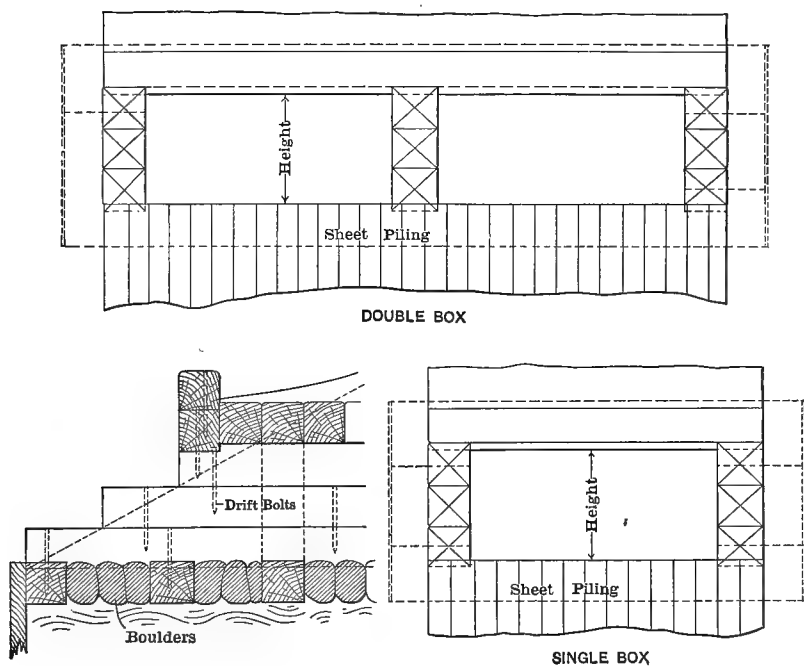 Height
Sheet Piling
DOUBLE BOX
Drift Bolts
Boulders
Height
Sheet Piling
SINGLE BOX